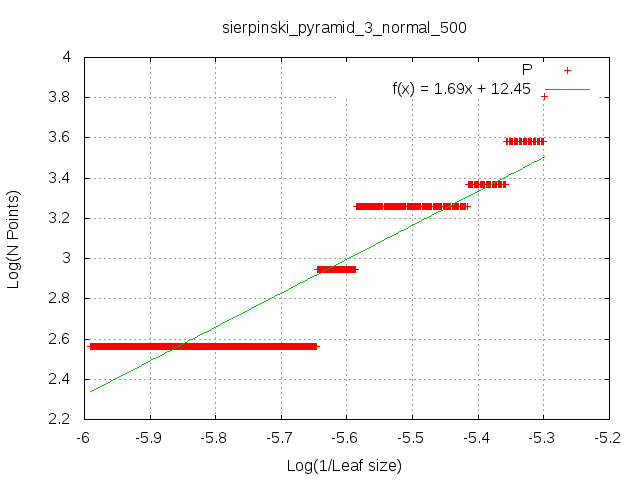 sierpinski_pyramid_3_normal_500
P
f(x) = 1.69x + 12.45
4
3.8
3.6
3.4
3.2
3
2.8
2.6
2.4
2.2
Log(N Points)
-6 -5.9 -5.8 -5.7 -5.6 -5.5 -5.4 -5.3 -5.2
Log(1/Leaf size)